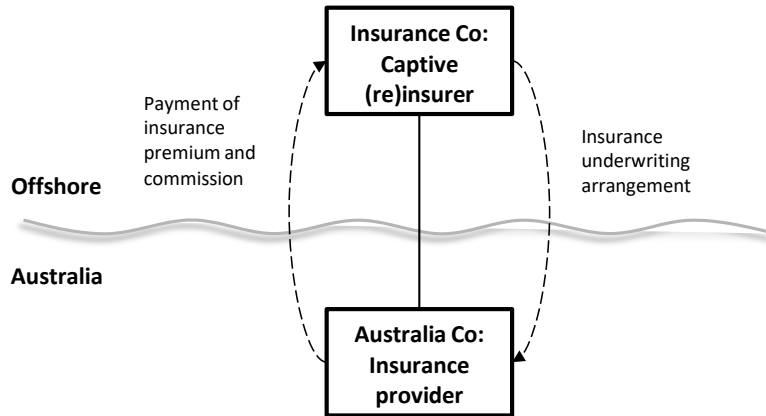 Insurance Co:
Captive
(re)insurer
Payment of
insurance
premium and
commission
Insurance
underwriting
arrangement
Offshore
Australia
Australia Co:
Insurance
provider